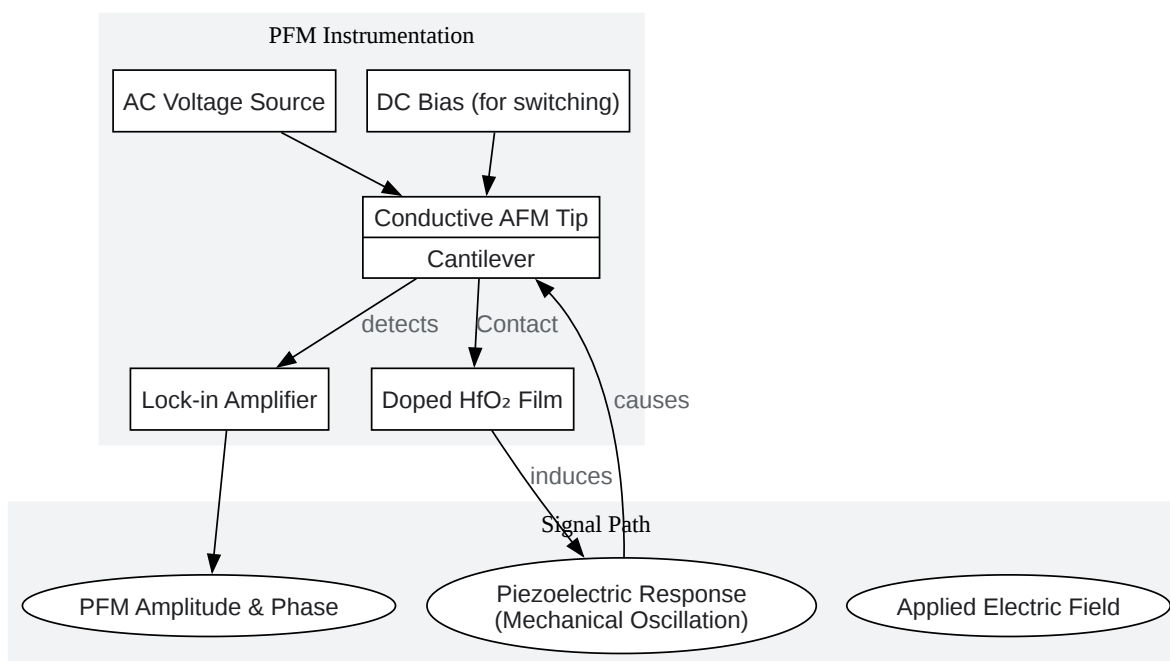 PFM Instrumentation
AC Voltage Source
DC Bias (for switching)
Conductive AFM Tip
Cantilever
detects
Contact
Lock-in Amplifier
Doped HfO₂ Film
causes
induces
Signal Path
PFM Amplitude & Phase
Piezoelectric Response
(Mechanical Oscillation)
Applied Electric Field